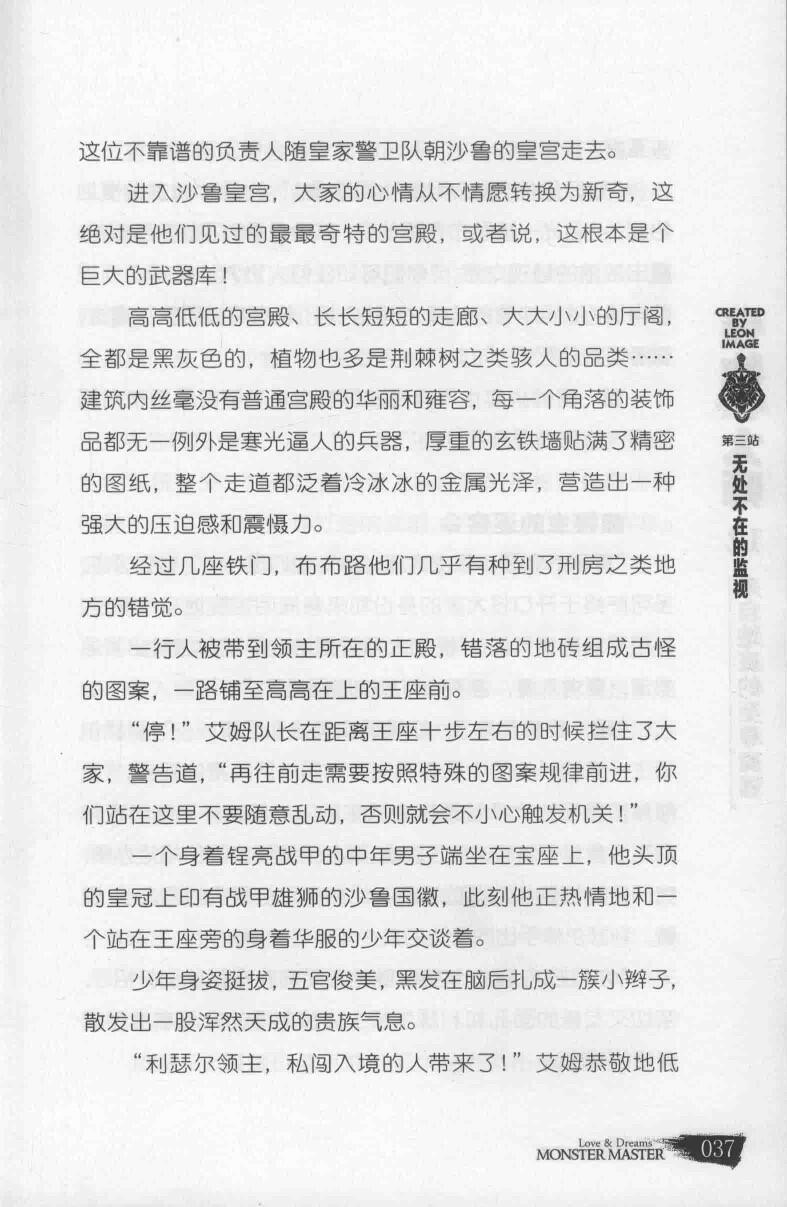 这位不靠谱的负责人随皇家警卫队朝沙鲁的皇宫走去。
进入沙鲁皇宫，大家的心情从不情愿转换为新奇，这
绝对是他们见过的最最奇特的宫殿，或者说，这根本是个
巨大的武器库！
高高低低的宫殿、长长短短的走廊、大大小小的厅阁，
全都是黑灰色的，植物也多是荆棘树之类骇人的品类……
建筑内丝毫没有普通宫殿的华丽和雍容，每一个角落的装饰
品都无一例外是寒光逼人的兵器，厚重的玄铁墙贴满了精密
的图纸，整个走道都泛着冷冰冰的金属光泽，营造出一种
强大的压迫感和震慑力。
经过几座铁门，布布路他们几乎有种到了刑房之类地
方的错觉。
一行人被带到领主所在的正殿，错落的地砖组成古怪
的图案，一路铺至高高在上的王座前。
“停！”艾姆队长在距离王座十步左右的时候拦住了大
家，警告道，“再往前走需要按照特殊的图案规律前进，你
们站在这里不要随意乱动，否则就会不小心触发机关！”
一个身着锃亮战甲的中年男子端坐在宝座上，他头顶
的皇冠上印有战甲雄狮的沙鲁国徽，此刻他正热情地和一
个站在王座旁的身着华服的少年交谈着。
少年身姿挺拔，五官俊美，黑发在脑后扎成一簇小辫子，
散发出一股浑然天成的贵族气息。
“利瑟尔领主，私闯入境的人带来了！”艾姆恭敬地低
CREATED
BY
LEON
IMAGE
第三站
无处不在的监视
Love & Dreams
MONSTER MASTER
037